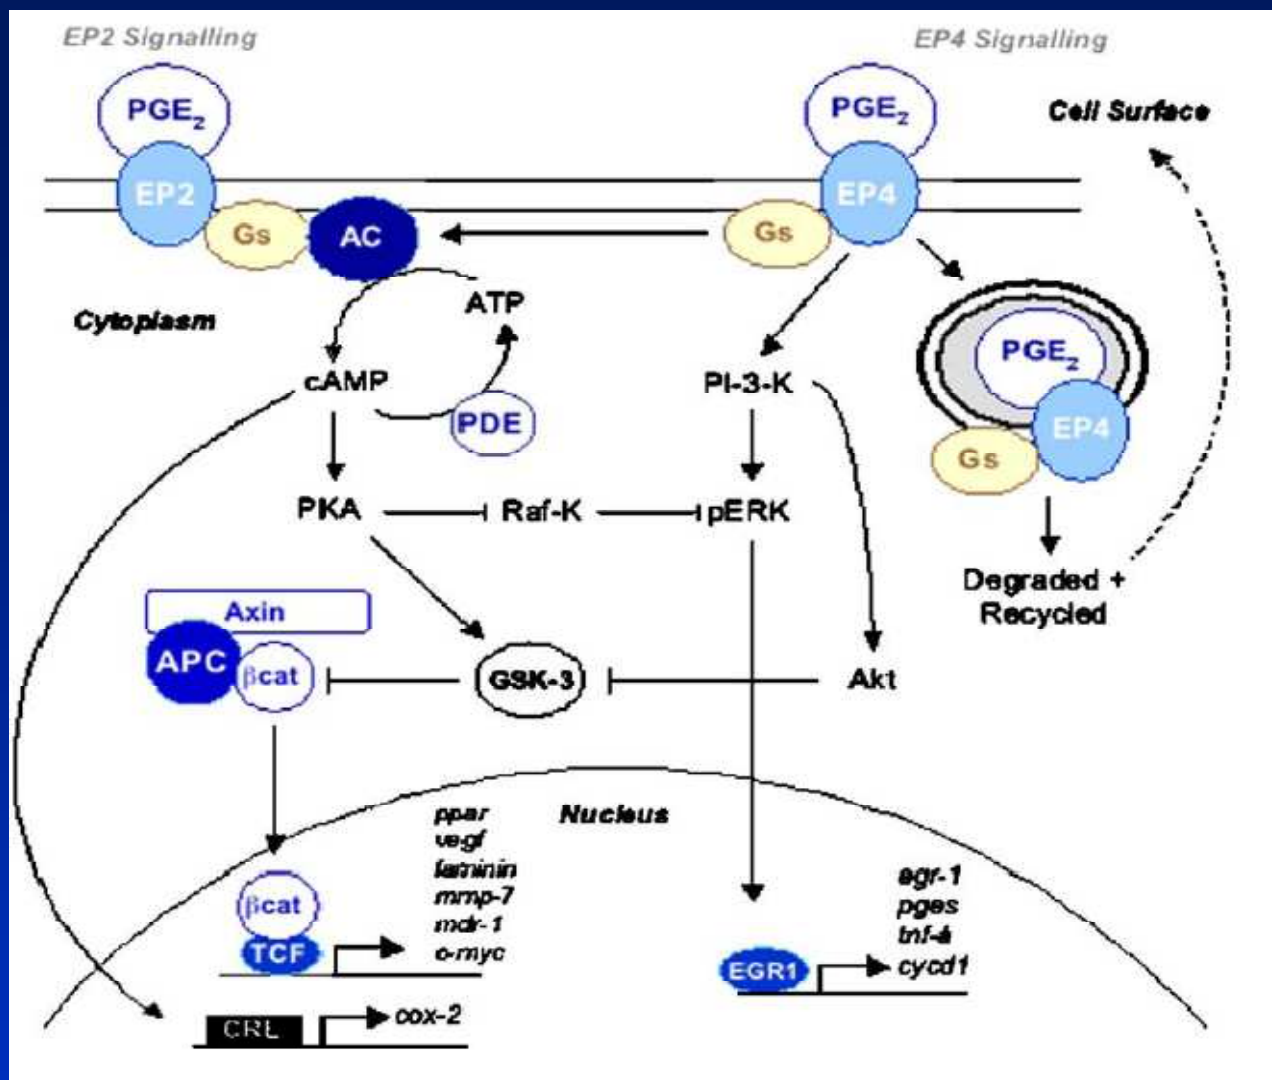 EP2 Signalling
EP4 Signalling
PGE2
PGE2
Cell Surface
EP2
EP4
Gs
AC
Gs
ATP
Cytoplasm
PGE2
cAMP
PI-3-K
PDE
EP4
Gs
PKA
Raf-K
pERK
Degraded +
Recycled
Axin
APC
βcat
GSK-3
Akt
Nucleus
ppar
vegf
laminin
mmp-7
mdr-1
c-myc
βcat
TCF
egr-1
pges
tnf-a
cycd1
EGR1
CRE
cox-2